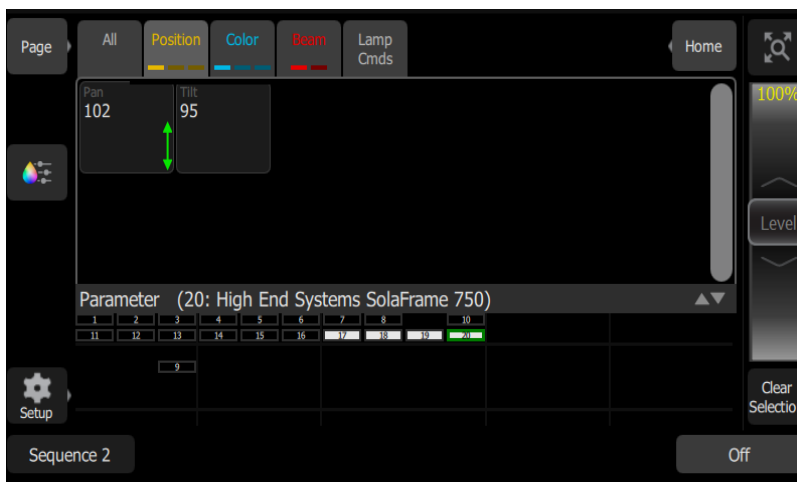 Page
All
Position
Color
Beam
Lamp
Cmds
Home
Pan
102
Tilt
95
100%
Level
Parameter (20: High End Systems SolaFrame 750)
1 2 3 4 5 6 7 8 10
11 12 13 14 15 16 17 18 19 20
9
Setup
Clear
Selectio
Sequence 2
Off